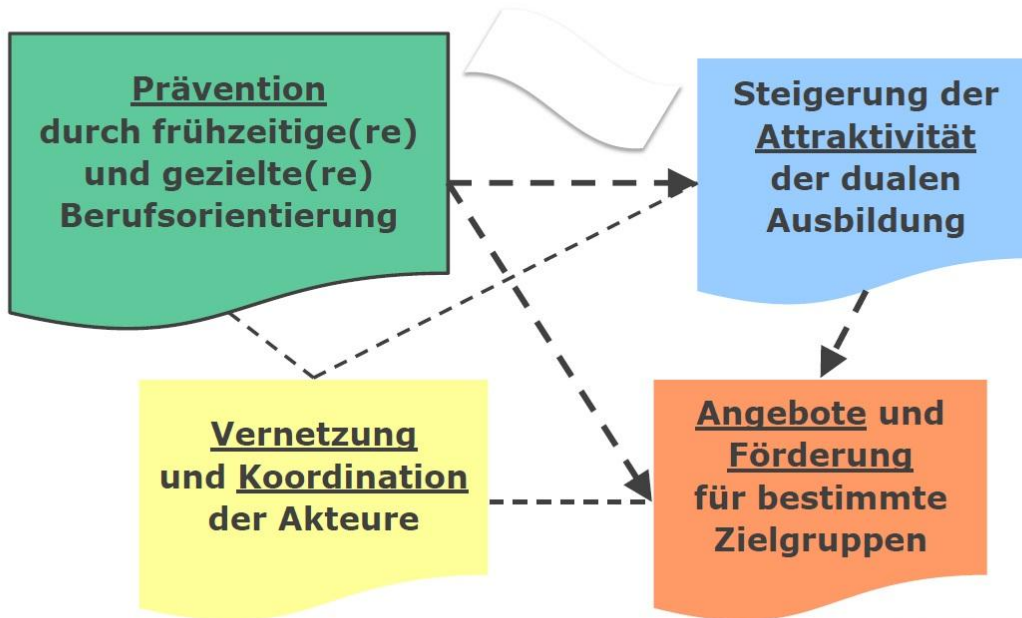 Prävention
durch frühzeitige(re)
und gezielte(re)
Berufsorientierung
Steigerung der
Attraktivität
der dualen
Ausbildung
Vernetzung
und Koordination
der Akteure
Angebote und
Förderung
für bestimmte
Zielgruppen